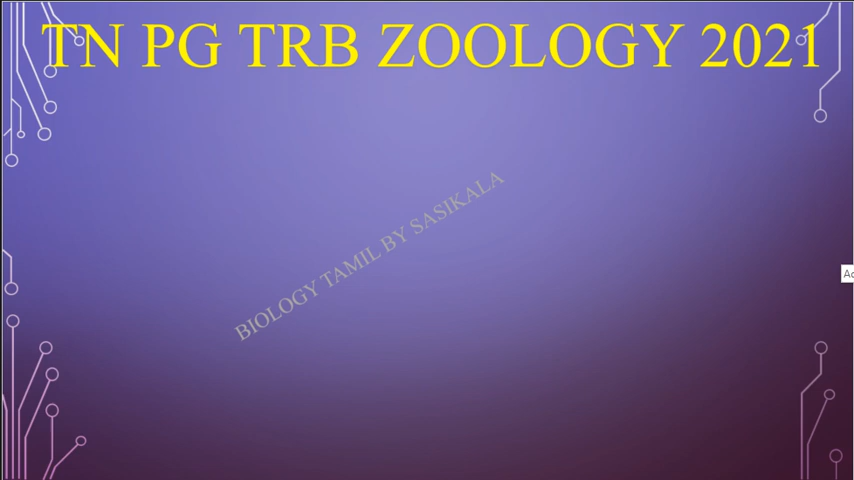 TN PG TRB ZOOLOGY 2021
BIOLOGY TAMIL BY SASIKALA